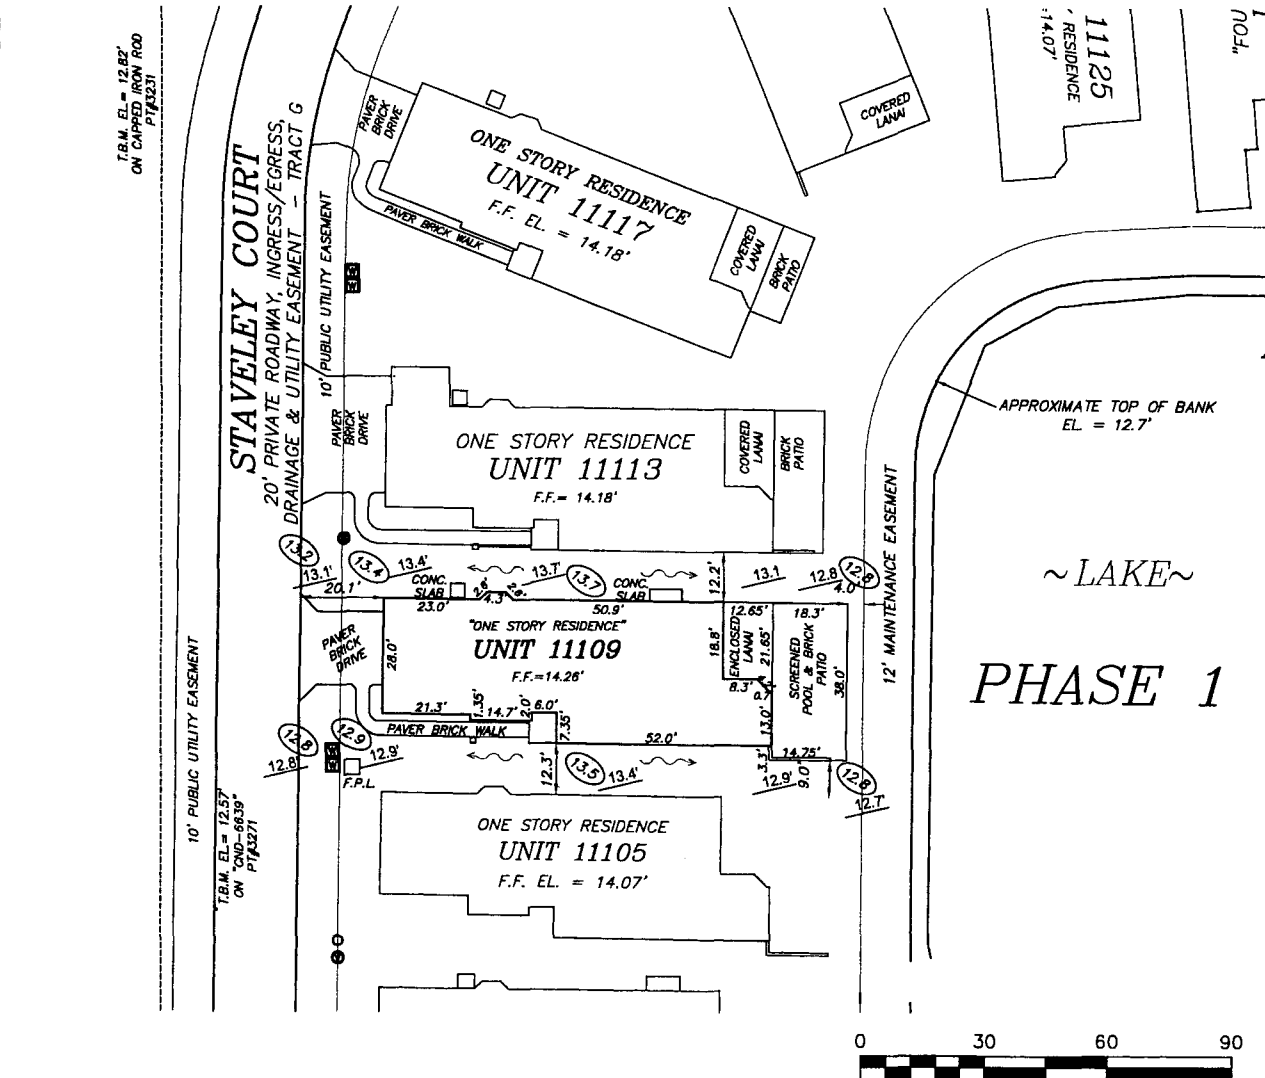 T.B.M. EL.= 12.82'
ON CAPPED IRON ROD
PT#3231
STAVELEY COURT
20' PRIVATE ROADWAY, INGRESS/EGRESS,
DRAINAGE & UTILITY EASEMENT - TRACT G
10' PUBLIC UTILITY EASEMENT
PAVER
BRICK
DRIVE
ONE STORY RESIDENCE
UNIT 11117
F.F. EL. = 14.18'
PAVER BRICK WALK
COVERED
LANAI
BRICK
PATIO
COVERED
LANAI
11125
RESIDENCE
14.07'
APPROXIMATE TOP OF BANK
EL. = 12.7'
PAVER
BRICK
DRIVE
ONE STORY RESIDENCE
UNIT 11113
F.F.= 14.18'
COVERED
LANAI
BRICK
PATIO
12' MAINTENANCE EASEMENT
~LAKE~
PHASE 1
13.2
13.1'
20.1'
13.4
13.4'
CONC.
SLAB
23.0'
2.6'
4.3'
2.6'
13.7'
13.7
CONC.
SLAB
50.9'
12.2'
13.1
12.8'
12.8
4.0'
12.65'
18.3'
PAVER
BRICK
DRIVE
28.0'
"ONE STORY RESIDENCE"
UNIT 11109
F.F.=14.26'
18.8'
ENCLOSED
LANAI
21.65'
8.3'
0.7'
13.0'
SCREENED
POOL & BRICK
PATIO
38.0'
21.3'
1.35'
14.7'
2.0'
6.0'
7.35'
PAVER BRICK WALK
52.0'
14.75'
3.3'
9.0'
12.8
12.8'
12.9
12.9'
F.P.L.
12.3'
13.5
13.4'
12.9'
12.8
12.7'
10' PUBLIC UTILITY EASEMENT
T.B.M. EL.= 12.57'
ON "CND-6639"
PT#3271
ONE STORY RESIDENCE
UNIT 11105
F.F. EL. = 14.07'
0 30 60 90